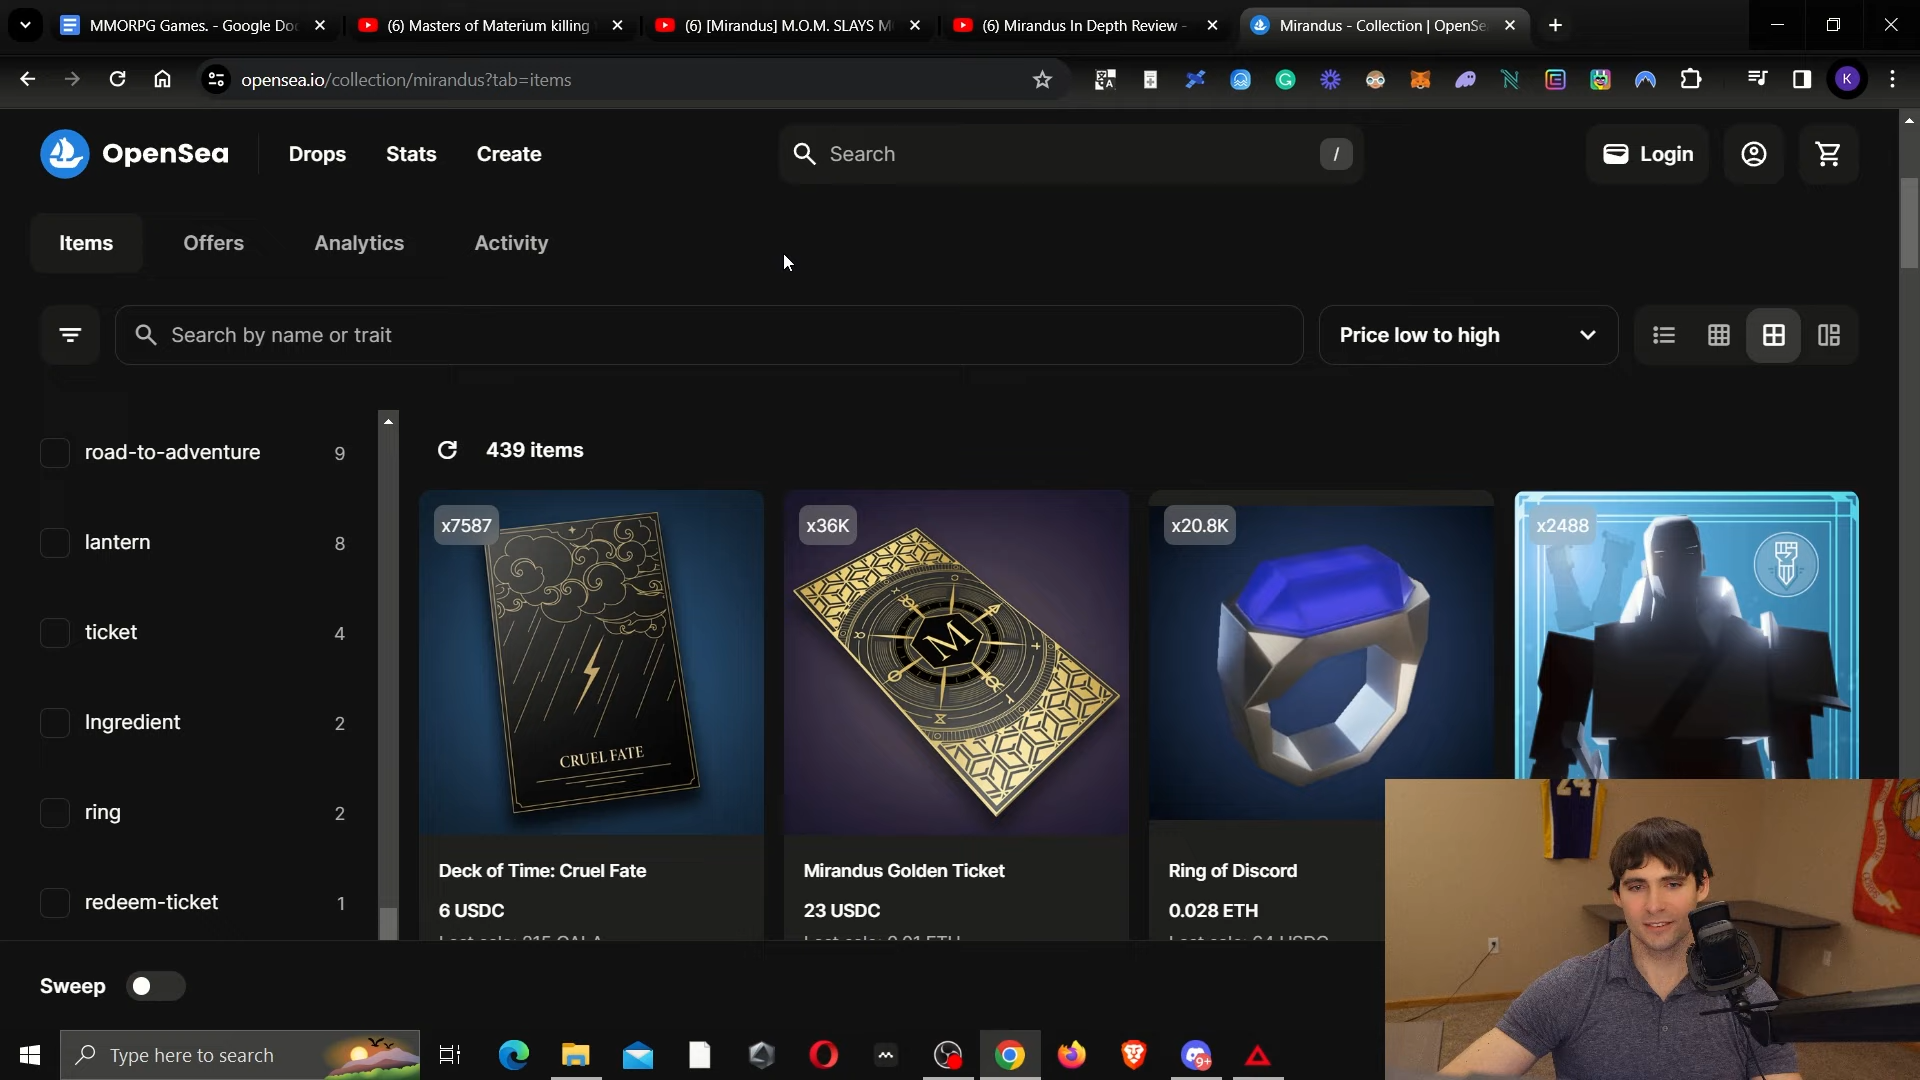 MMORPG Games. - Google Do
(6) Masters of Materium killing
(6) [Mirandus] M.O.M. SLAYS M
(6) Mirandus In Depth Review -
Mirandus - Collection | OpenSe
opensea.io/collection/mirandus?tab=items
K
OpenSea
Drops
Stats
Create
Search
/
Login
Items
Offers
Analytics
Activity
Search by name or trait
Price low to high
439 items
road-to-adventure 9
lantern 8
ticket 4
Ingredient 2
ring 2
redeem-ticket 1
x7587
x36K
x20.8K
x2488
CRUEL FATE
M
24
Deck of Time: Cruel Fate
6 USDC
Mirandus Golden Ticket
23 USDC
Ring of Discord
0.028 ETH
Sweep
Type here to search
9+